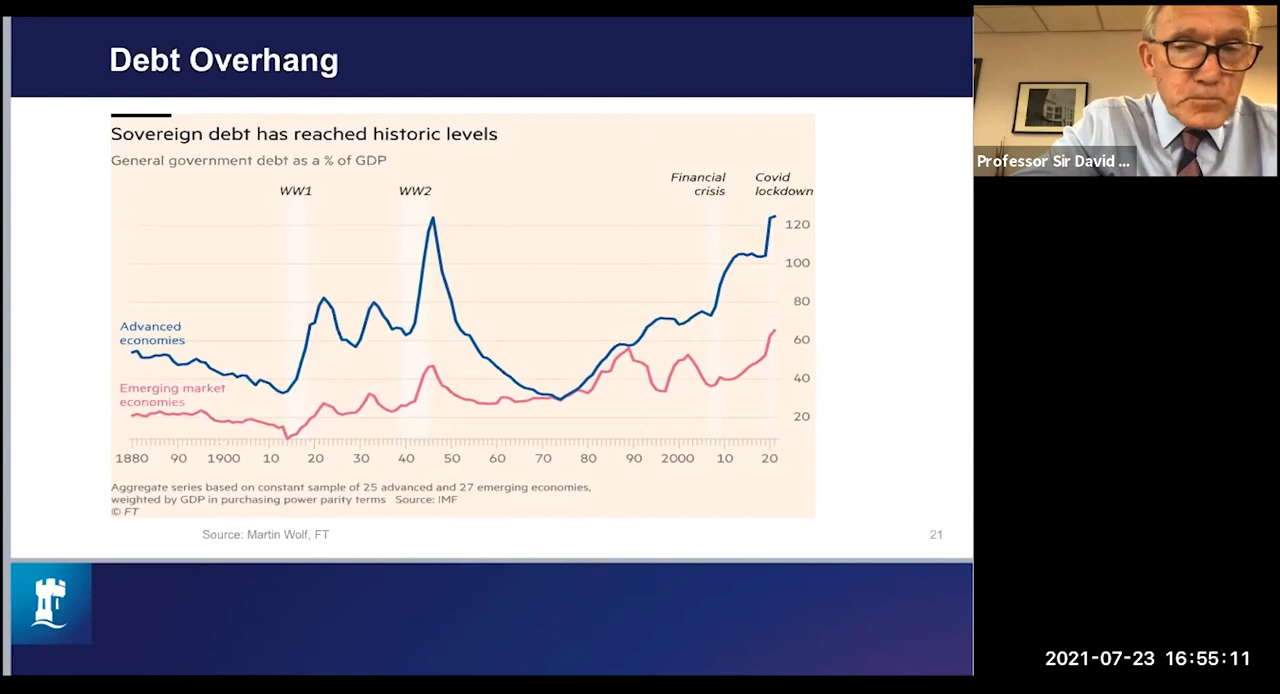 Debt Overhang
Sovereign debt has reached historic levels
General government debt as a % of GDP
WW1
WW2
Financial
crisis
Covid
lockdown
120
100
80
60
40
20
Advanced
economies
Emerging market
economies
1880 90 1900 10 20 30 40 50 60 70 80 90 2000 10 20
Aggregate series based on constant sample of 25 advanced and 27 emerging economies,
weighted by GDP in purchasing power parity terms Source: IMF
© FT
Source: Martin Wolf, FT
21
Professor Sir David ...
2021-07-23 16:55:11